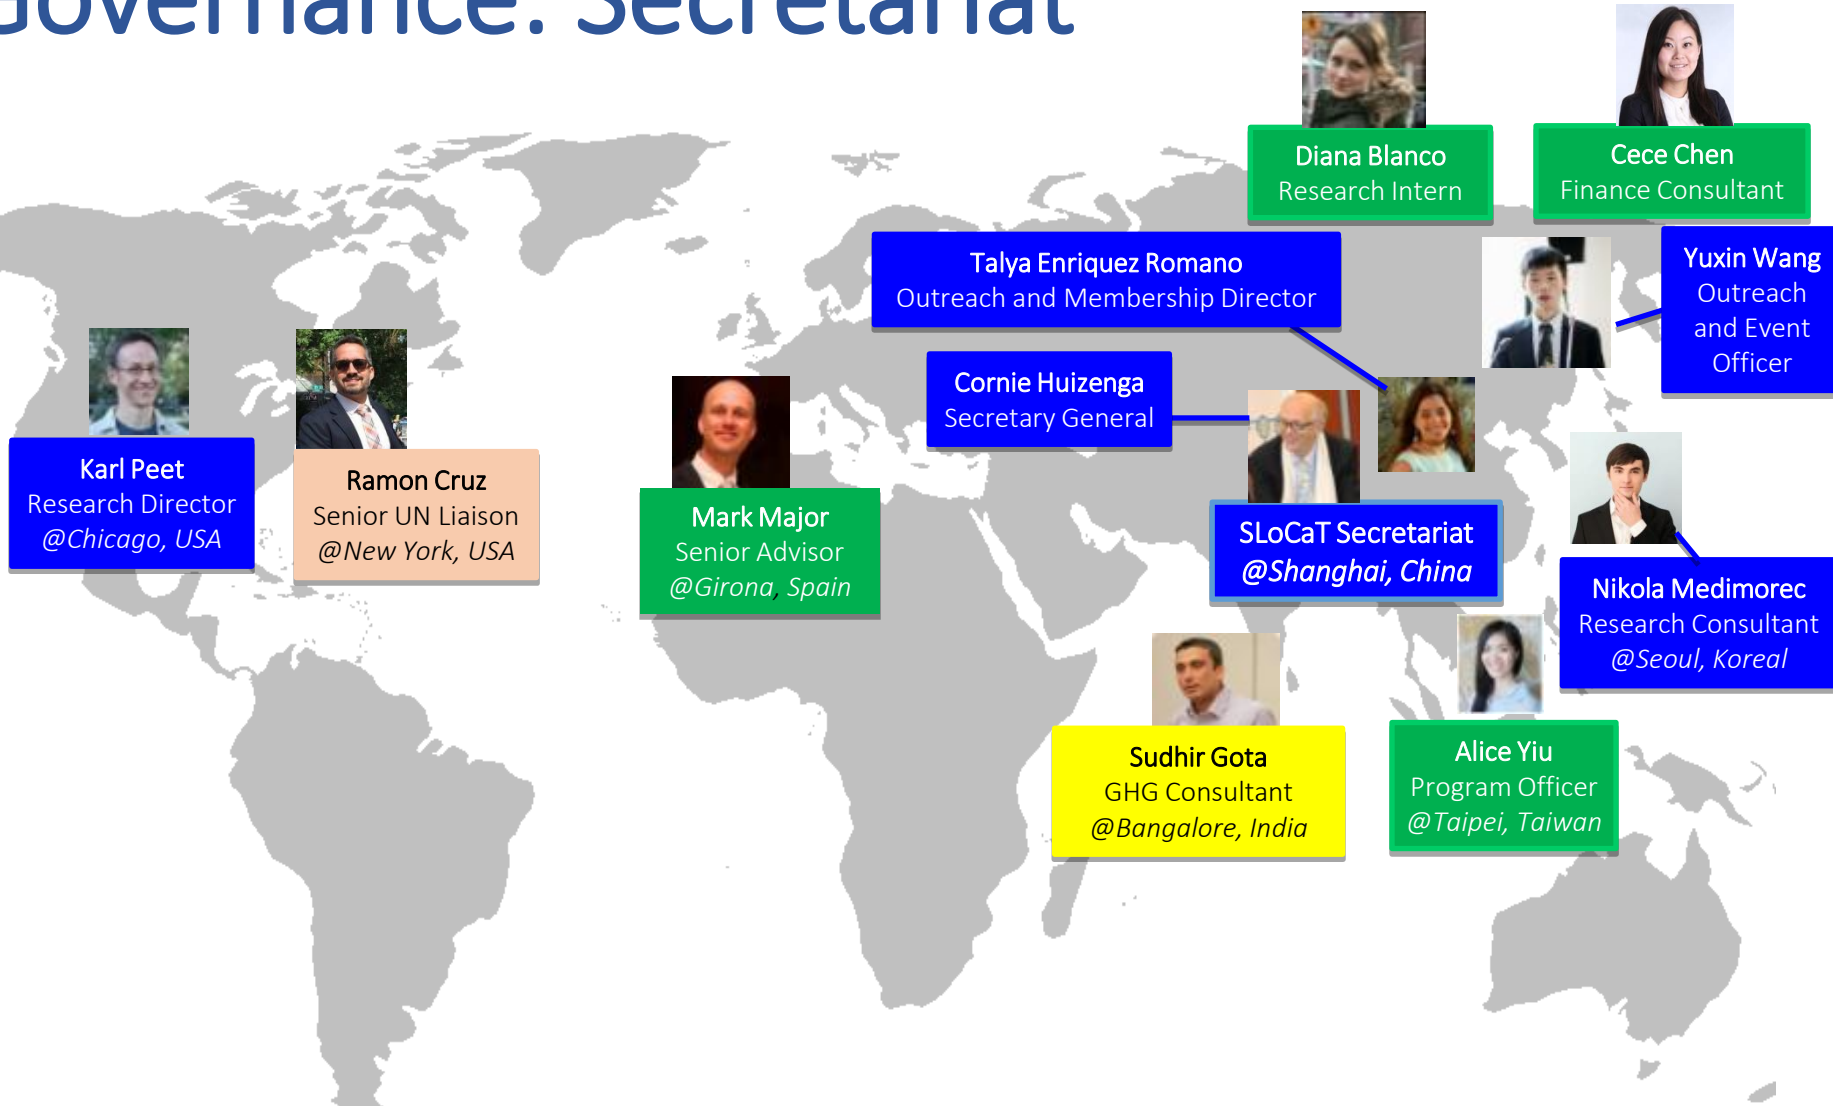 Governance: Secretariat
Diana Blanco
Research Intern
Cece Chen
Finance Consultant
Talya Enriquez Romano
Outreach and Membership Director
Yuxin Wang
Outreach
and Event
Officer
Cornie Huizenga
Secretary General
Karl Peet
Research Director
@Chicago, USA
Ramon Cruz
Senior UN Liaison
@New York, USA
Mark Major
Senior Advisor
@Girona, Spain
SLoCaT Secretariat
@Shanghai, China
Nikola Medimorec
Research Consultant
@Seoul, Koreal
Sudhir Gota
GHG Consultant
@Bangalore, India
Alice Yiu
Program Officer
@Taipei, Taiwan